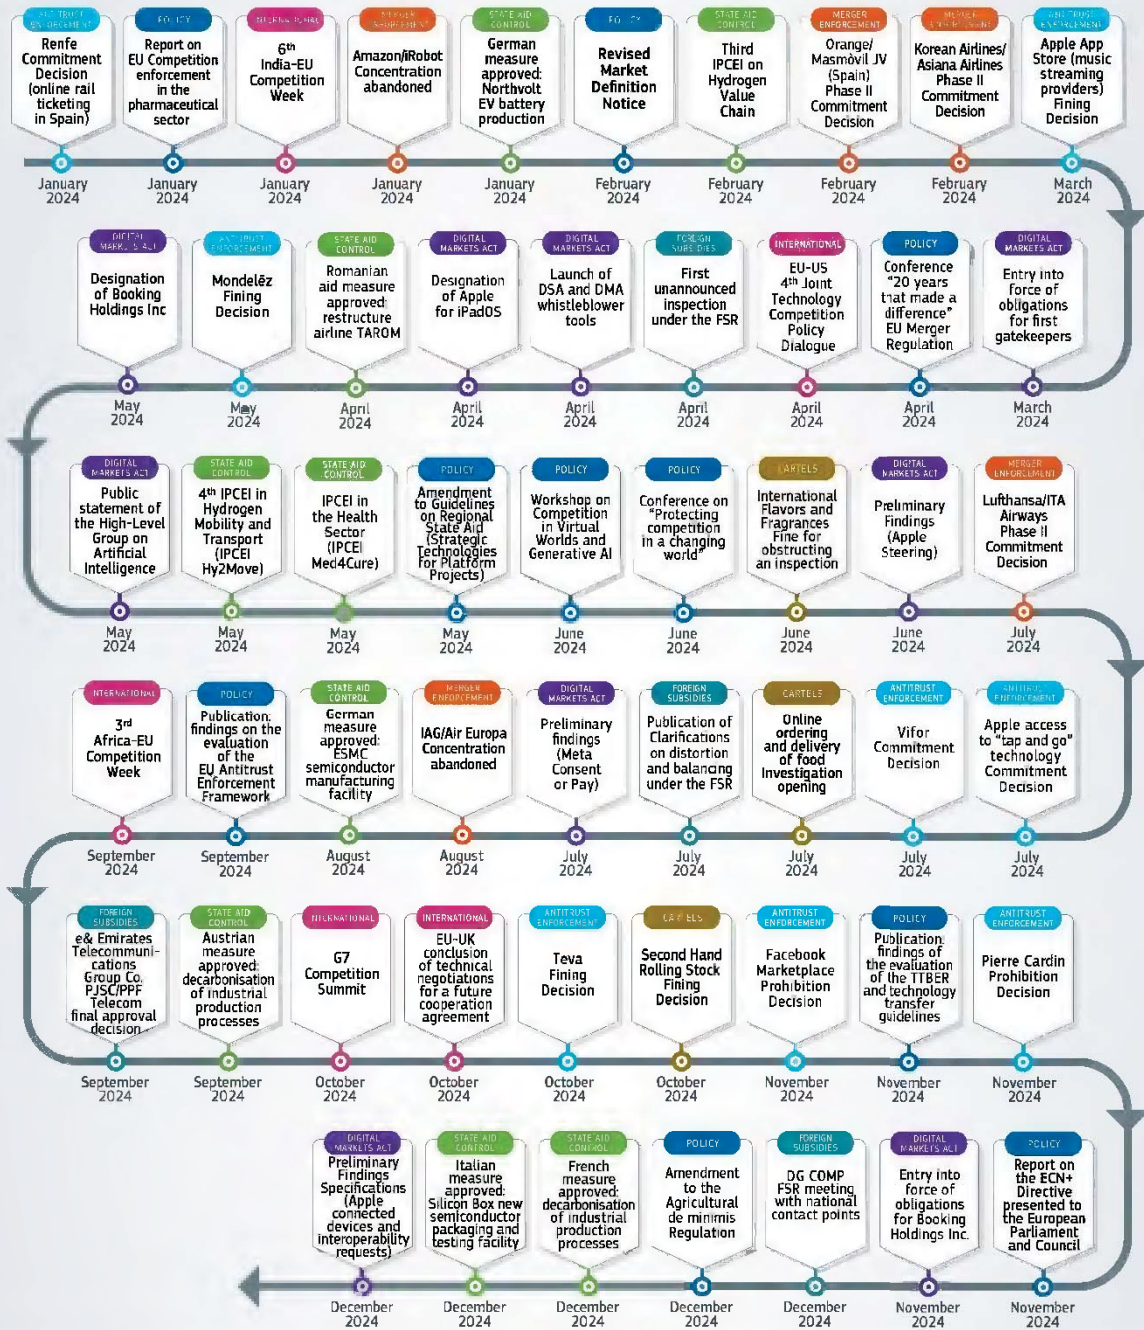 ANTITRUST
ENFORCEMENT
Renfe
Commitment
Decision
(online rail
ticketing
in Spain)
January
2024
POLICY
Report on
EU Competition
enforcement
in the
pharmaceutical
sector
January
2024
INTERNATIONAL
6th
India-EU
Competition
Week
January
2024
MERGER
ENFORCEMENT
Amazon/iRobot
Concentration
abandoned
January
2024
STATE AID
CONTROL
German
measure
approved:
Northvolt
EV battery
production
January
2024
POLICY
Revised
Market
Definition
Notice
February
2024
STATE AID
CONTROL
Third
IPCEI on
Hydrogen
Value
Chain
February
2024
MERGER
ENFORCEMENT
Orange/
Masmóvil JV
(Spain)
Phase II
Commitment
Decision
February
2024
MERGER
ENFORCEMENT
Korean Airlines/
Asiana Airlines
Phase II
Commitment
Decision
February
2024
ANTITRUST
ENFORCEMENT
Apple App
Store (music
streaming
providers)
Fining
Decision
March
2024
DIGITAL
MARKETS ACT
Designation
of Booking
Holdings Inc
May
2024
ANTITRUST
ENFORCEMENT
Mondelēz
Fining
Decision
May
2024
STATE AID
CONTROL
Romanian
aid measure
approved:
restructure
airline TAROM
April
2024
DIGITAL
MARKETS ACT
Designation
of Apple
for iPadOS
April
2024
DIGITAL
MARKETS ACT
Launch of
DSA and DMA
whistleblower
tools
April
2024
FOREIGN
SUBSIDIES
First
unannounced
inspection
under the FSR
April
2024
INTERNATIONAL
EU-US
4th Joint
Technology
Competition
Policy
Dialogue
April
2024
POLICY
Conference
"20 years
that made a
difference"
EU Merger
Regulation
April
2024
DIGITAL
MARKETS ACT
Entry into
force of
obligations
for first
gatekeepers
March
2024
DIGITAL
MARKETS ACT
Public
statement of
the High-Level
Group on
Artificial
Intelligence
May
2024
STATE AID
CONTROL
4th IPCEI in
Hydrogen
Mobility and
Transport
(IPCEI
Hy2Move)
May
2024
STATE AID
CONTROL
IPCEI in
the Health
Sector
(IPCEI
Med4Cure)
May
2024
POLICY
Amendment
to Guidelines
on Regional
State Aid
(Strategic
Technologies
for Platform
Projects)
May
2024
POLICY
Workshop on
Competition
in Virtual
Worlds and
Generative AI
June
2024
POLICY
Conference on
"Protecting
competition
in a changing
world"
June
2024
CARTELS
International
Flavors and
Fragrances
Fine for
obstructing
an inspection
June
2024
DIGITAL
MARKETS ACT
Preliminary
Findings
(Apple
Steering)
June
2024
MERGER ENFORCEMENT
Lufthansa/ITA
Airways
Phase II
Commitment
Decision
July
2024
INTERNATIONAL
3rd
Africa-EU
Competition
Week
September
2024
POLICY
Publication:
findings on the
evaluation
of the
EU Antitrust
Enforcement
Framework
September
2024
STATE AID
CONTROL
German
measure
approved:
ESMC
semiconductor
manufacturing
facility
August
2024
MERGER
ENFORCEMENT
IAG/Air Europa
Concentration
abandoned
August
2024
DIGITAL
MARKETS ACT
Preliminary
findings
(Meta
Consent
or Pay)
July
2024
FOREIGN
SUBSIDIES
Publication of
Clarifications
on distortion
and balancing
under the FSR
July
2024
CARTELS
Online
ordering
and delivery
of food
Investigation
opening
July
2024
ANTITRUST
ENFORCEMENT
Vifor
Commitment
Decision
July
2024
ANTITRUST
ENFORCEMENT
Apple access
to "tap and go"
technology
Commitment
Decision
July
2024
FOREIGN
SUBSIDIES
e& Emirates
Telecommuni-
cations
Group Co.
PJSC/PPF
Telecom
final approval
decision
September
2024
STATE AID
CONTROL
Austrian
measure
approved:
decarbonisation
of industrial
production
processes
September
2024
INTERNATIONAL
G7
Competition
Summit
October
2024
INTERNATIONAL
EU-UK
conclusion
of technical
negotiations
for a future
cooperation
agreement
October
2024
ANTITRUST
ENFORCEMENT
Teva
Fining
Decision
October
2024
CARTELS
Second Hand
Rolling Stock
Fining
Decision
October
2024
ANTITRUST
ENFORCEMENT
Facebook
Marketplace
Prohibition
Decision
November
2024
POLICY
Publication:
findings of
the evaluation
of the TTBER
and technology
transfer
guidelines
November
2024
ANTITRUST
ENFORCEMENT
Pierre Cardin
Prohibition
Decision
November
2024
DIGITAL
MARKETS ACT
Preliminary
Findings
Specifications
(Apple
connected
devices and
interoperability
requests)
December
2024
STATE AID
CONTROL
Italian
measure
approved:
Silicon Box new
semiconductor
packaging and
testing facility
December
2024
STATE AID
CONTROL
French
measure
approved:
decarbonisation
of industrial
production
processes
December
2024
POLICY
Amendment
to the
Agricultural
de minimis
Regulation
December
2024
FOREIGN
SUBSIDIES
DG COMP
FSR meeting
with national
contact points
December
2024
DIGITAL
MARKETS ACT
Entry into
force of
obligations
for Booking
Holdings Inc.
November
2024
POLICY
Report on
the ECN+
Directive
presented to
the European
Parliament
and Council
November
2024